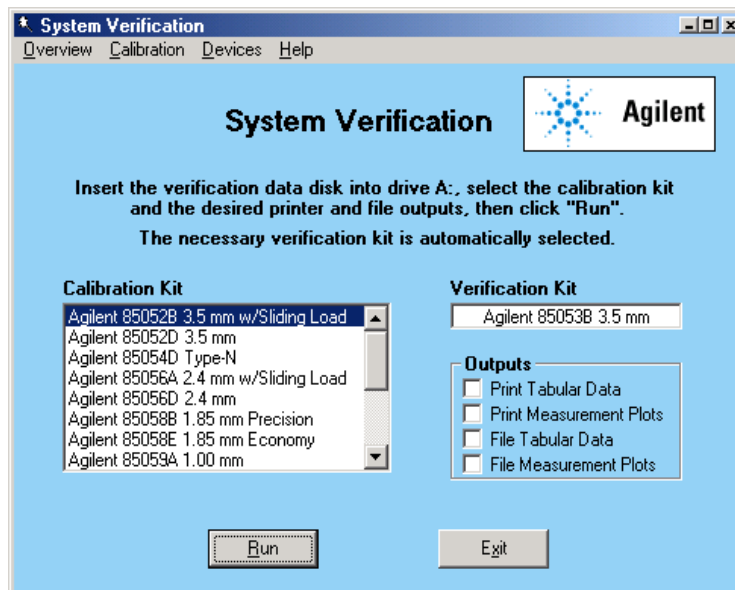 System Verification
Overview Calibration Devices Help
System Verification
Agilent
Insert the verification data disk into drive A:, select the calibration kit
and the desired printer and file outputs, then click "Run".
The necessary verification kit is automatically selected.
Calibration Kit
Agilent 85052B 3.5 mm w/Sliding Load
Agilent 85052D 3.5 mm
Agilent 85054D Type-N
Agilent 85056A 2.4 mm w/Sliding Load
Agilent 85056D 2.4 mm
Agilent 85058B 1.85 mm Precision
Agilent 85058E 1.85 mm Economy
Agilent 85059A 1.00 mm
Verification Kit
Agilent 85053B 3.5 mm
Outputs
Print Tabular Data
Print Measurement Plots
File Tabular Data
File Measurement Plots
Run
Exit